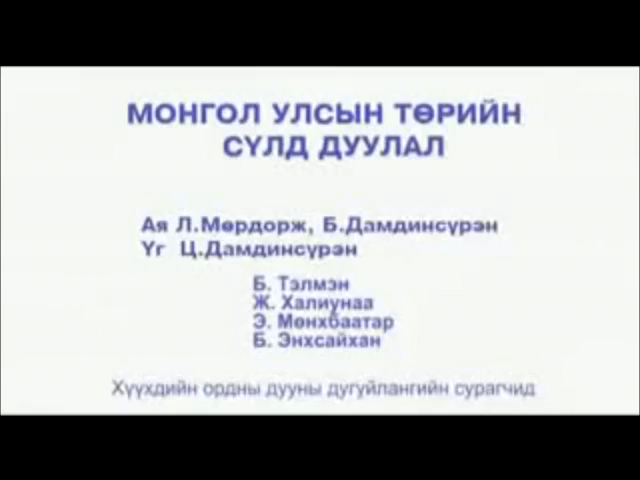 МОНГОЛ УЛСЫН ТӨРИЙН
СҮЛД ДУУЛАЛ
Ая Л.Мөрдорж, Б.Дамдинсүрэн
Үг Ц.Дамдинсүрэн
Б. Тэлмэн
Ж. Халиунаа
Э. Мөнхбаатар
Б. Энхсайхан
Хүүхдийн ордны дууны дугуйлангийн сурагчид